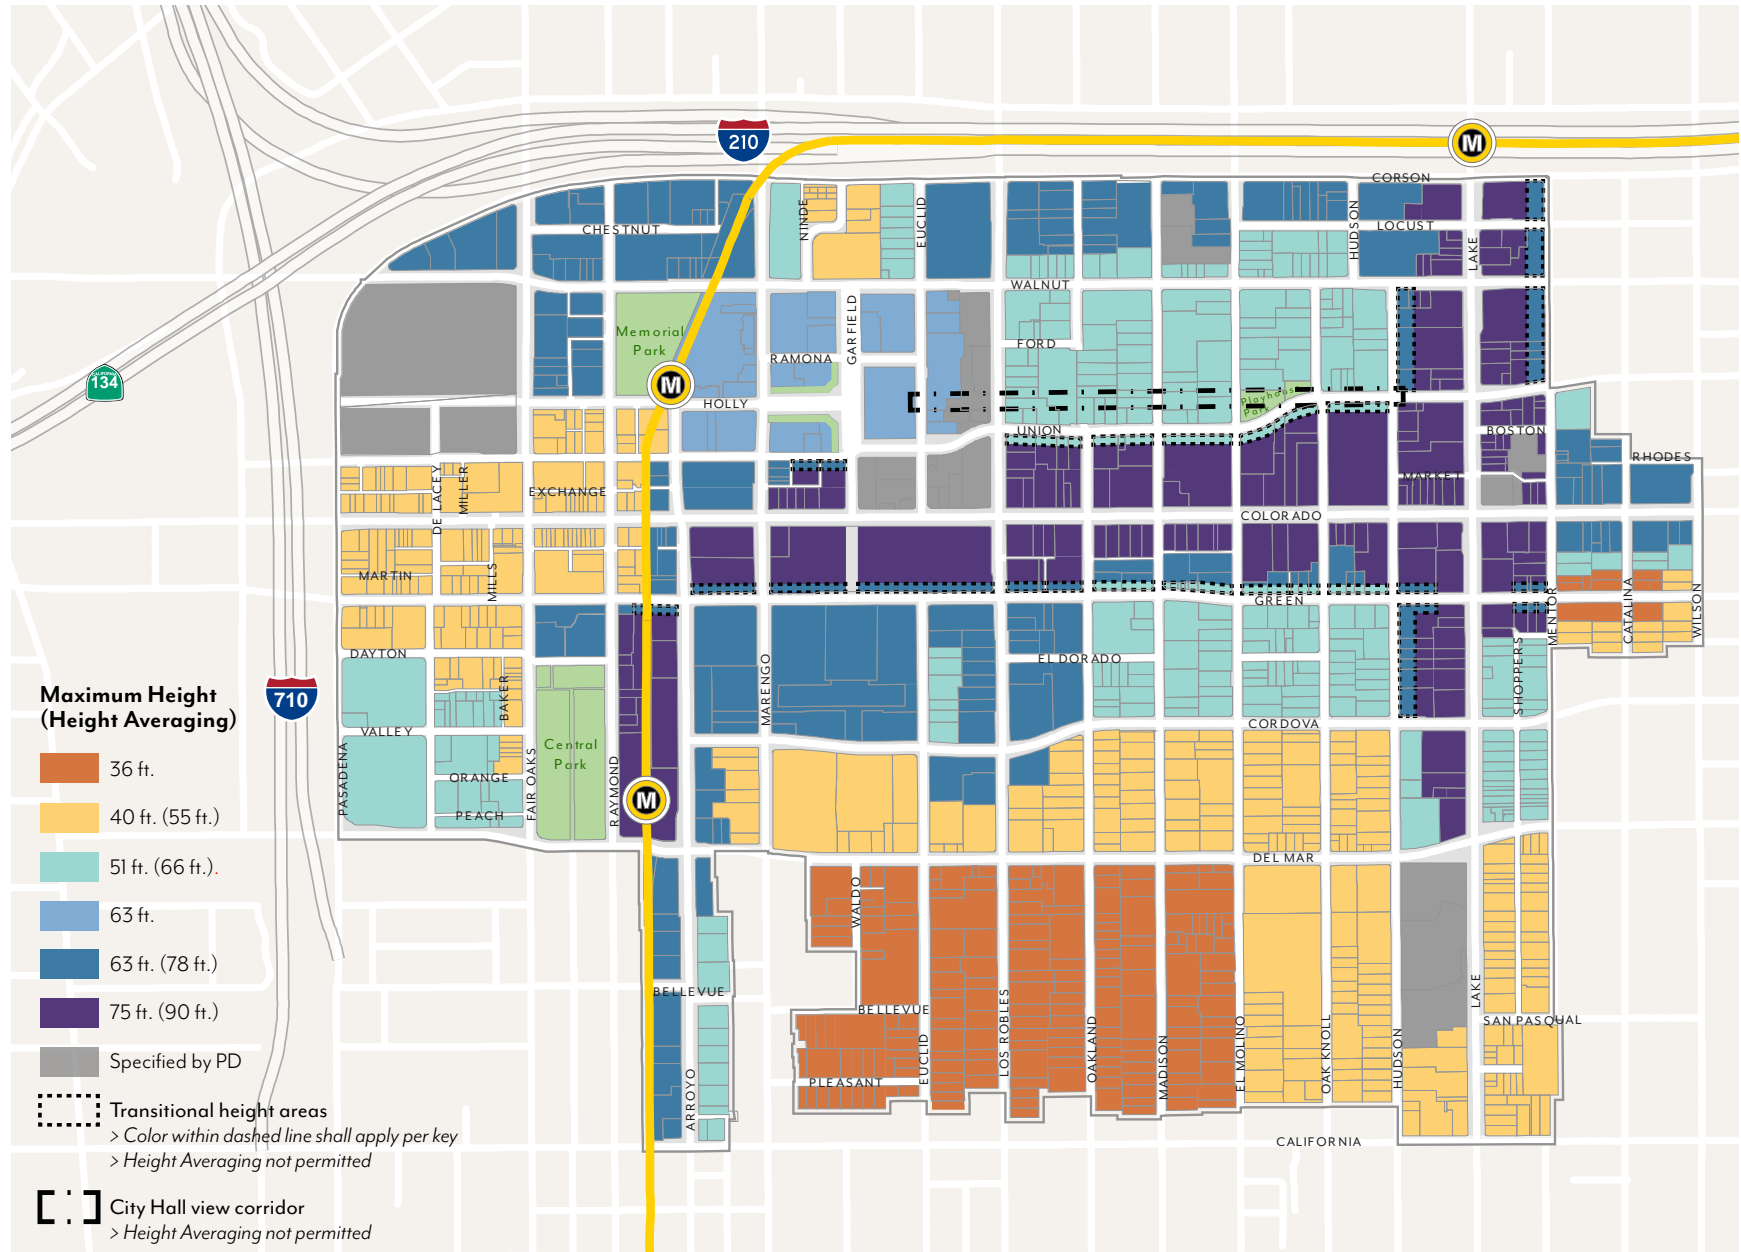 210
M
CORSON
NINDE
EUCLID
HUDSON
LOCUST
CHESTNUT
LAKE
WALNUT
GARFIELD
Memorial
Park
FORD
RAMONA
CALIFORNIA
134
M
HOLLY
Playhouse
Park
UNION
BOSTON
RHODES
DE LACEY
MILLER
EXCHANGE
MARKET
COLORADO
MARTIN
MILLS
GREEN
MENTOR
CATALINA
WILSON
DAYTON
EL DORADO
SHOPPERS
MARENGO
710
BAKER
VALLEY
CORDOVA
Central
Park
PASADENA
ORANGE
FAIR OAKS
RAYMOND
M
PEACH
DEL MAR
WALDO
BELLEVUE
LAKE
BELLEVUE
LOS ROBLES
SAN PASQUAL
EUCLID
OAKLAND
MADISON
EL MOLINO
OAK KNOLL
HUDSON
PLEASANT
ARROYO
CALIFORNIA
Maximum Height
(Height Averaging)
36 ft.
40 ft. (55 ft.)
51 ft. (66 ft.).
63 ft.
63 ft. (78 ft.)
75 ft. (90 ft.)
Specified by PD
Transitional height areas
> Color within dashed line shall apply per key
> Height Averaging not permitted
City Hall view corridor
> Height Averaging not permitted